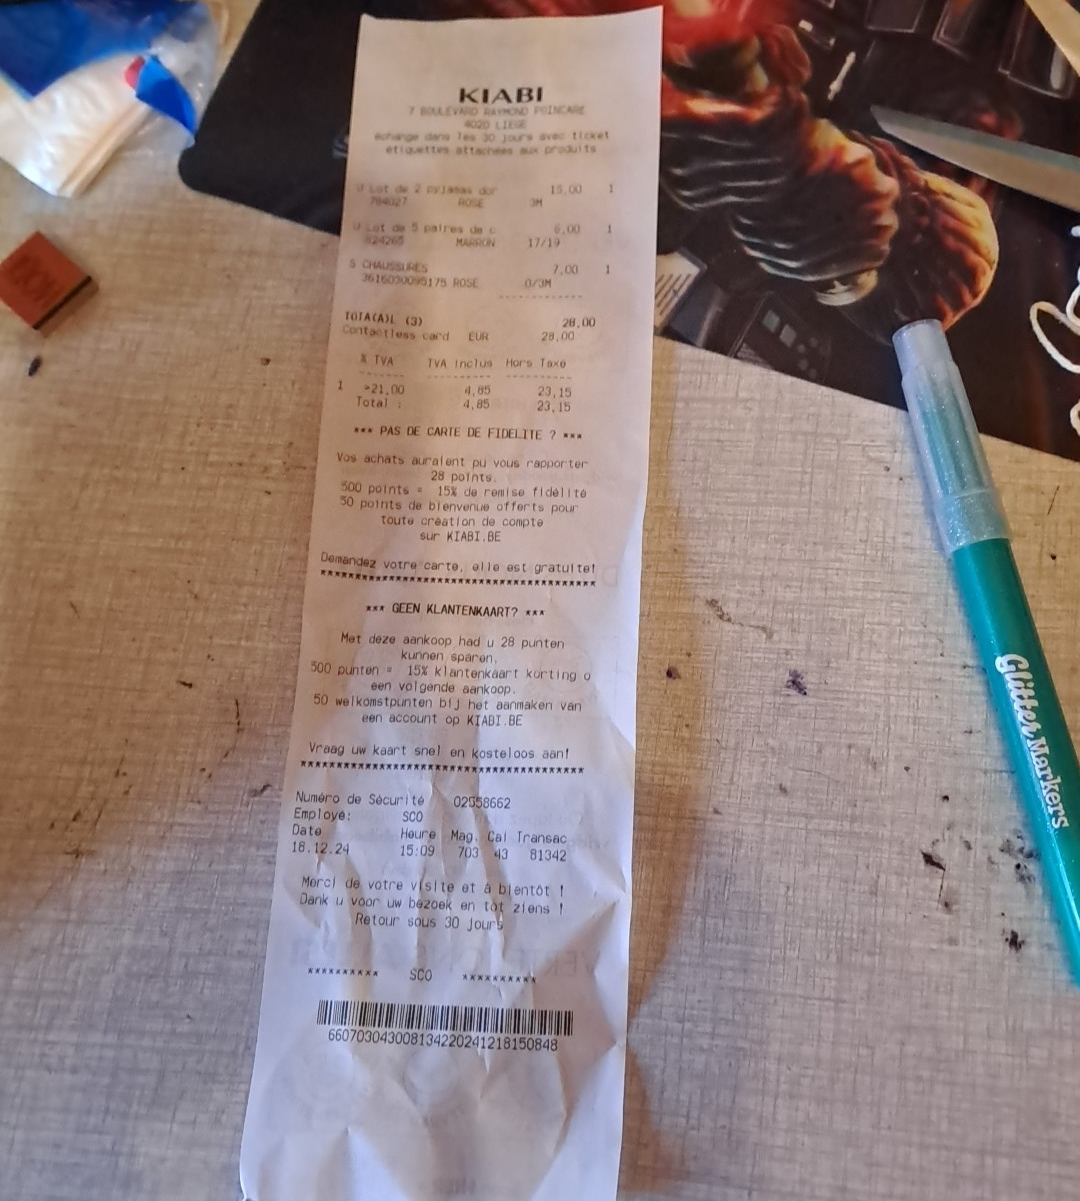 KIABI
7 BOULEVARD RAYMOND POINCARE
4020 LIEGE
échange dans les 30 jours avec ticket
étiquettes attachées aux produits
Lot de 2 pyjamas dor 15,00 1
784027 ROSE 3M
Lot de 5 paires de c 6,00 1
824265 MARRON 17/19
S CHAUSSURES 7,00 1
3616030095175 ROSE 0/3M
------------
TOTA(A)L (3) 28,00
Contactless card EUR 28,00
% TVA TVA Inclus Hors Taxe
1 >21,00 4,85 23,15
Total : 4,85 23,15
*** PAS DE CARTE DE FIDELITE ? ***
Vos achats auraient pu vous rapporter
28 points.
500 points = 15% de remise fidélité
50 points de bienvenue offerts pour
toute création de compte
sur KIABI.BE
Demandez votre carte, elle est gratuite!
*** GEEN KLANTENKAART? ***
Met deze aankoop had u 28 punten
kunnen sparen.
500 punten = 15% klantenkaart korting o
een volgende aankoop.
50 welkomstpunten bij het aanmaken van
een account op KIABI.BE
Vraag uw kaart snel en kosteloos aan!
Numéro de Sécurité 02558662
Employé: SCO
Date Heure Mag. Cai Transac
18.12.24 15:09 703 43 81342
Merci de votre visite et à bientôt !
Dank u voor uw bezoek en tot ziens !
Retour sous 30 jours
********** SCO **********
660703043008134220241218150848
Glitter Markers